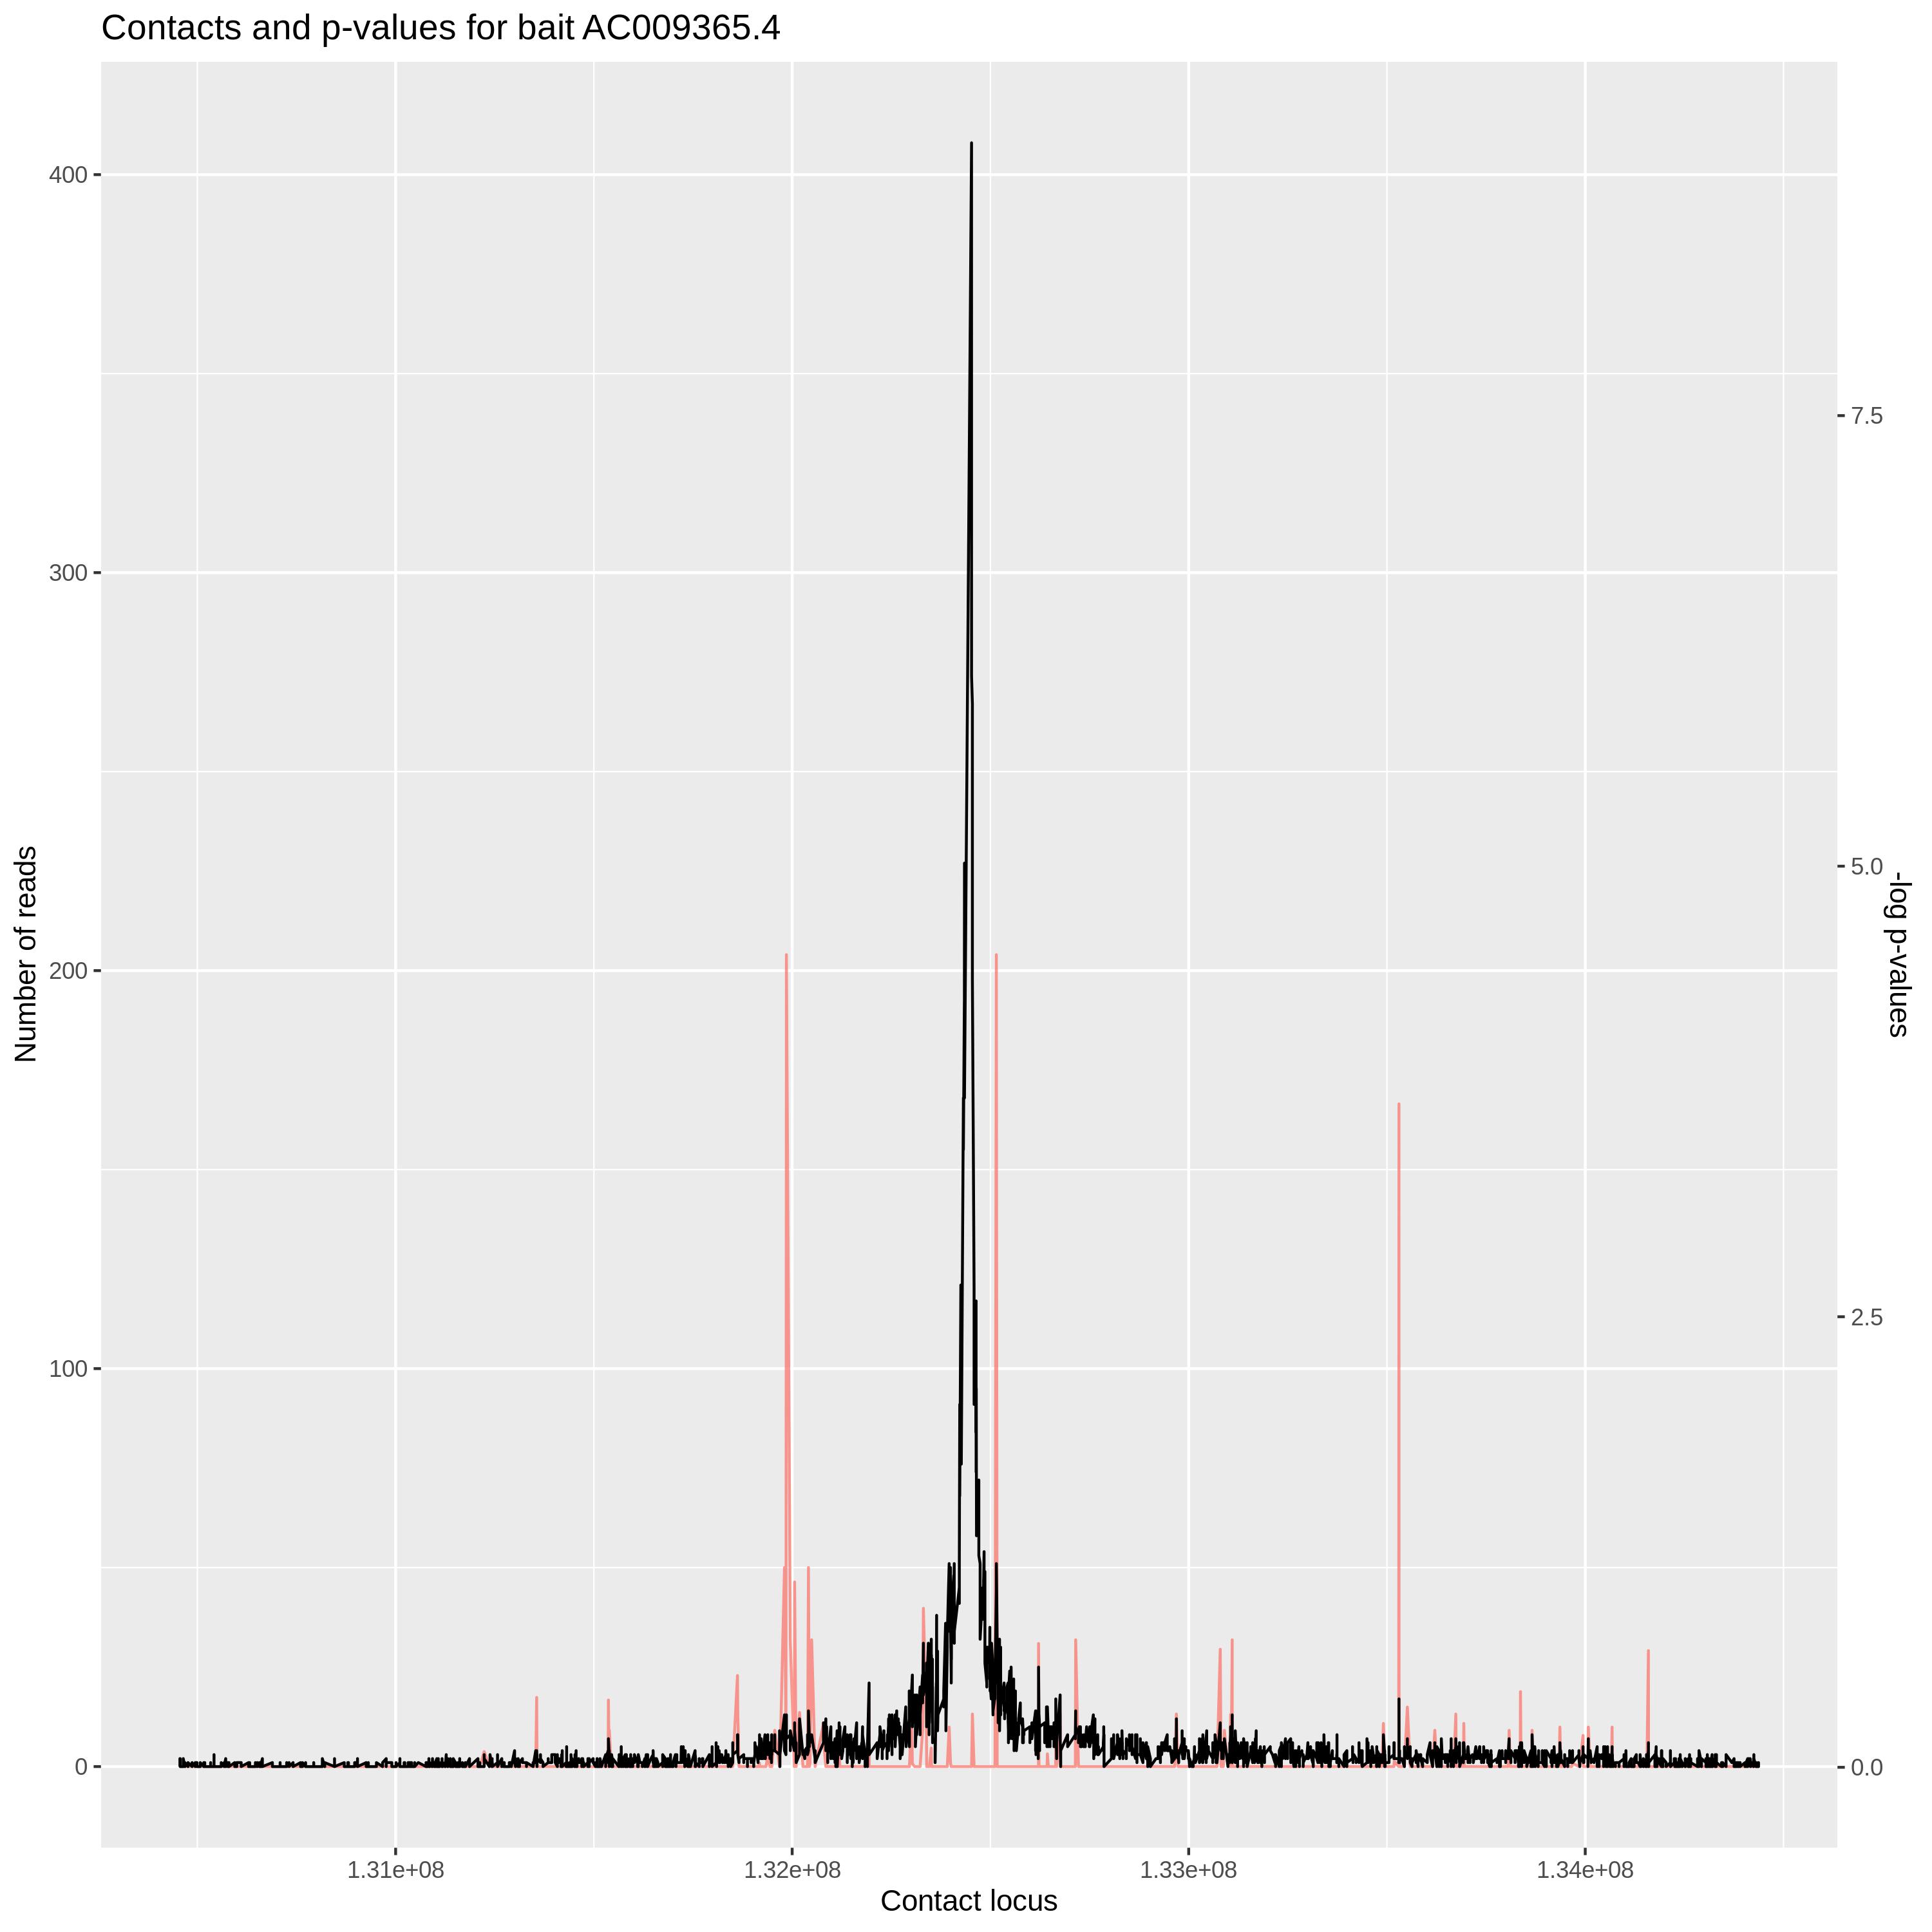 Contacts and p-values for bait AC009365.4
400
300
200
100
0
Number of reads
7.5
5.0
2.5
0.0
-log p-values
1.31e+08
1.32e+08
1.33e+08
1.34e+08
Contact locus